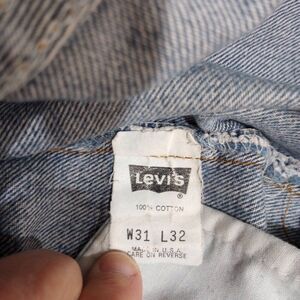 Levi's
®
100% COTTON
W31 L32
MADE IN U.S.A.
CARE ON REVERSE